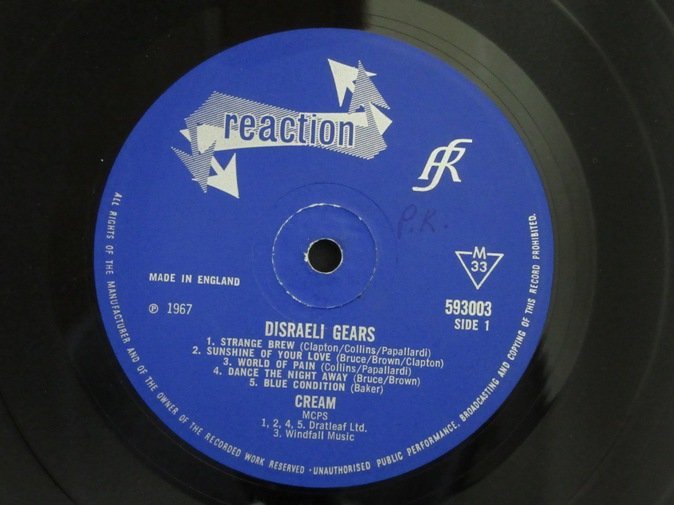 reaction
R
P.K.
MADE IN ENGLAND
℗ 1967
M
33
593003
SIDE 1
DISRAELI GEARS
1. STRANGE BREW (Clapton/Collins/Papallardi)
2. SUNSHINE OF YOUR LOVE (Bruce/Brown/Clapton)
3. WORLD OF PAIN (Collins/Papallardi)
4. DANCE THE NIGHT AWAY (Bruce/Brown)
5. BLUE CONDITION (Baker)
CREAM
MCPS
1, 2, 4, 5. Dratleaf Ltd.
3. Windfall Music
ALL RIGHTS OF THE MANUFACTURER AND OF THE OWNER OF THE RECORDED WORK RESERVED · UNAUTHORISED PUBLIC PERFORMANCE, BROADCASTING AND COPYING OF THIS RECORD PROHIBITED.